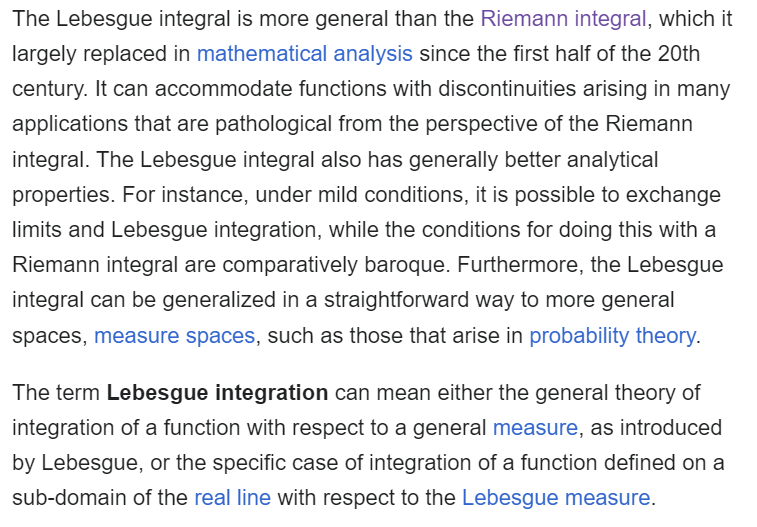 The Lebesgue integral is more general than the Riemann integral, which it
largely replaced in mathematical analysis since the first half of the 20th
century. It can accommodate functions with discontinuities arising in many
applications that are pathological from the perspective of the Riemann
integral. The Lebesgue integral also has generally better analytical
properties. For instance, under mild conditions, it is possible to exchange
limits and Lebesgue integration, while the conditions for doing this with a
Riemann integral are comparatively baroque. Furthermore, the Lebesgue
integral can be generalized in a straightforward way to more general
spaces, measure spaces, such as those that arise in probability theory.
The term Lebesgue integration can mean either the general theory of
integration of a function with respect to a general measure, as introduced
by Lebesgue, or the specific case of integration of a function defined on a
sub-domain of the real line with respect to the Lebesgue measure.